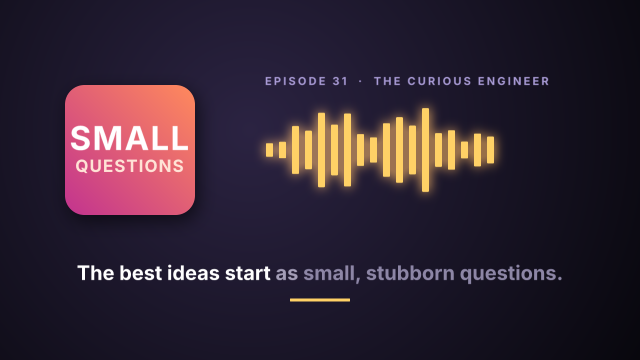 EPISODE 31 · THE CURIOUS ENGINEER
SMALL
QUESTIONS
The best ideas start as small, stubborn questions.